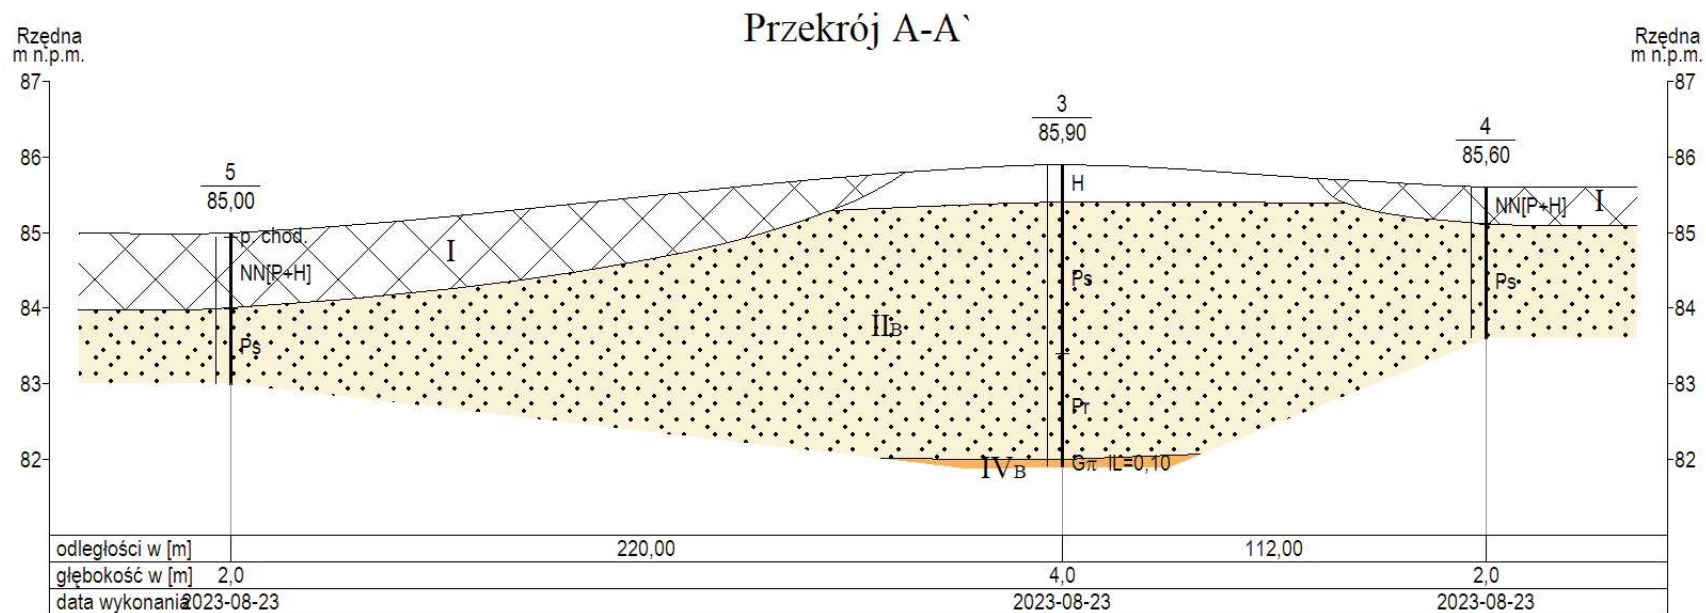 Przekrój A-A`
Rzędna
m n.p.m.
Rzędna
m n.p.m.
87
87
3
85,90
4
85,60
86
86
5
85,00
H
NN[P+H]
I
85
p. chod.
85
I
NN[P+H]
Ps
Ps
84
84
IIB
Ps
83
83
Pr
82
IVB
Gπ IL=0,10
82
odległości w [m] 220,00 112,00
głębokość w [m] 2,0 4,0 2,0
data wykonania 2023-08-23 2023-08-23 2023-08-23